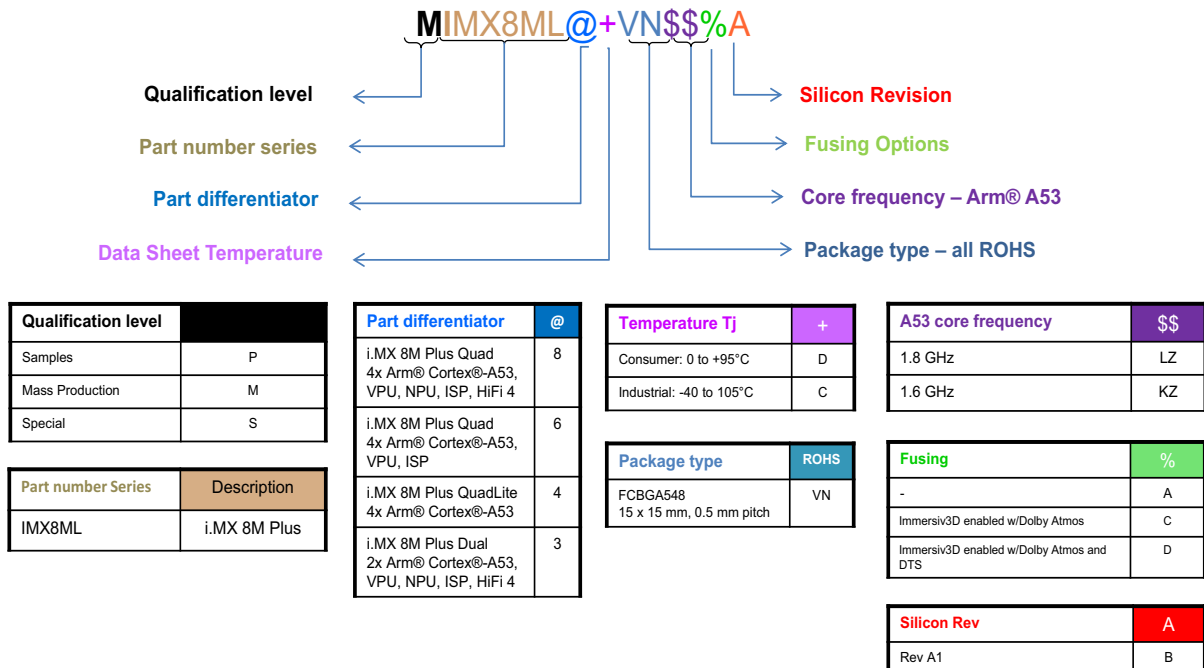 MIMX8ML@+VN$$%A
Qualification level
Silicon Revision
Part number series
Fusing Options
Part differentiator
Core frequency – Arm® A53
Data Sheet Temperature
Package type – all ROHS
Qualification level
Samples P
Mass Production M
Special S
Part number Series Description
IMX8ML i.MX 8M Plus
Part differentiator @
i.MX 8M Plus Quad 8
4x Arm® Cortex®-A53,
VPU, NPU, ISP, HiFi 4
i.MX 8M Plus Quad 6
4x Arm® Cortex®-A53,
VPU, ISP
i.MX 8M Plus QuadLite 4
4x Arm® Cortex®-A53
i.MX 8M Plus Dual 3
2x Arm® Cortex®-A53,
VPU, NPU, ISP, HiFi 4
Temperature Tj +
Consumer: 0 to +95°C D
Industrial: -40 to 105°C C
Package type ROHS
FCBGA548 VN
15 x 15 mm, 0.5 mm pitch
A53 core frequency $$
1.8 GHz LZ
1.6 GHz KZ
Fusing %
- A
Immersiv3D enabled w/Dolby Atmos C
Immersiv3D enabled w/Dolby Atmos and D
DTS
Silicon Rev A
Rev A1 B